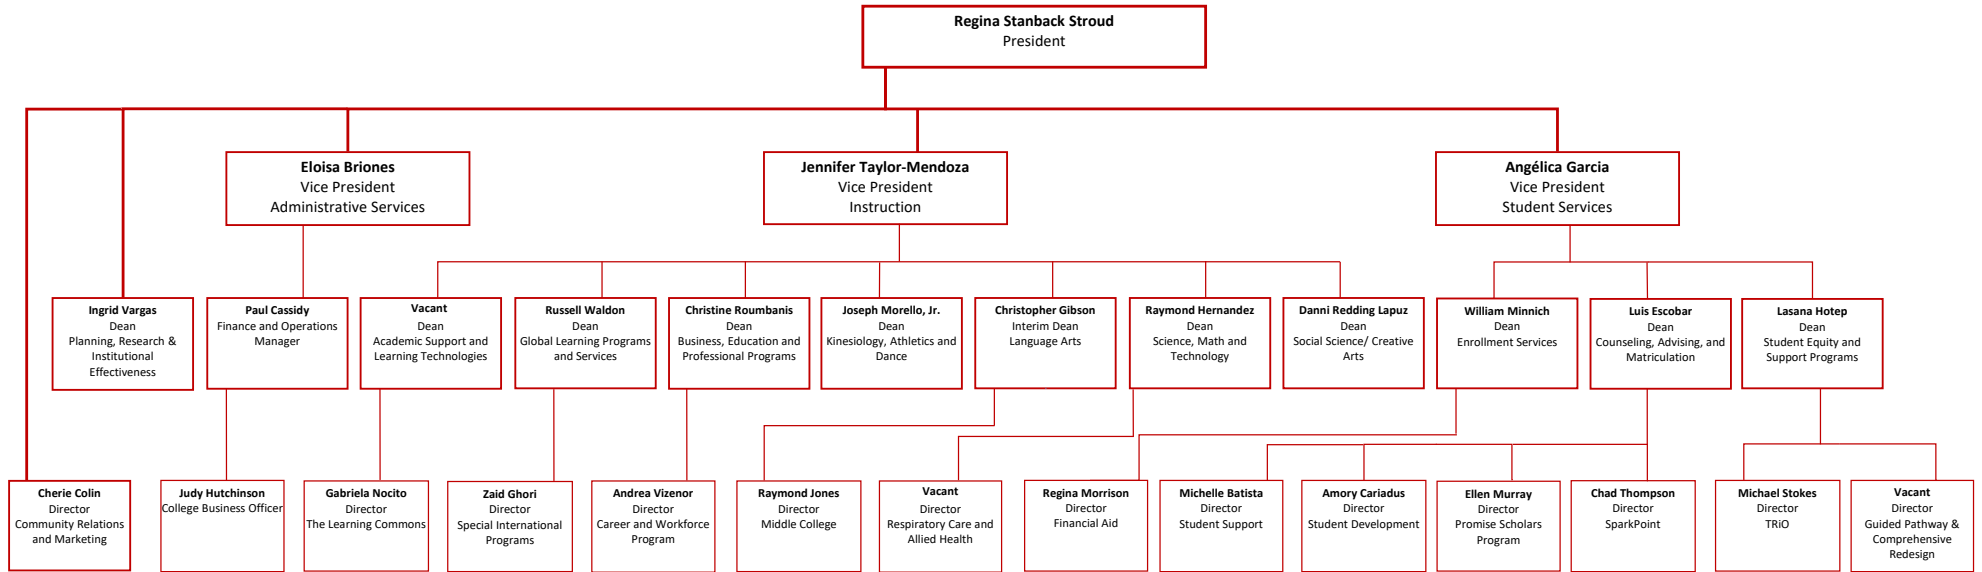 Regina Stanback Stroud
President
Eloisa Briones
Vice President
Administrative Services
Jennifer Taylor-Mendoza
Vice President
Instruction
Angélica Garcia
Vice President
Student Services
Ingrid Vargas
Dean
Planning, Research &
Institutional
Effectiveness
Paul Cassidy
Finance and Operations
Manager
Vacant
Dean
Academic Support and
Learning Technologies
Russell Waldon
Dean
Global Learning Programs
and Services
Christine Roumbanis
Dean
Business, Education and
Professional Programs
Joseph Morello, Jr.
Dean
Kinesiology, Athletics and
Dance
Christopher Gibson
Interim Dean
Language Arts
Raymond Hernandez
Dean
Science, Math and
Technology
Danni Redding Lapuz
Dean
Social Science/ Creative
Arts
William Minnich
Dean
Enrollment Services
Luis Escobar
Dean
Counseling, Advising, and
Matriculation
Lasana Hotep
Dean
Student Equity and
Support Programs
Cherie Colin
Director
Community Relations
and Marketing
Judy Hutchinson
College Business Officer
Gabriela Nocito
Director
The Learning Commons
Zaid Ghori
Director
Special International
Programs
Andrea Vizenor
Director
Career and Workforce
Program
Raymond Jones
Director
Middle College
Vacant
Director
Respiratory Care and
Allied Health
Regina Morrison
Director
Financial Aid
Michelle Batista
Director
Student Support
Amory Cariadus
Director
Student Development
Ellen Murray
Director
Promise Scholars
Program
Chad Thompson
Director
SparkPoint
Michael Stokes
Director
TRiO
Vacant
Director
Guided Pathway &
Comprehensive
Redesign